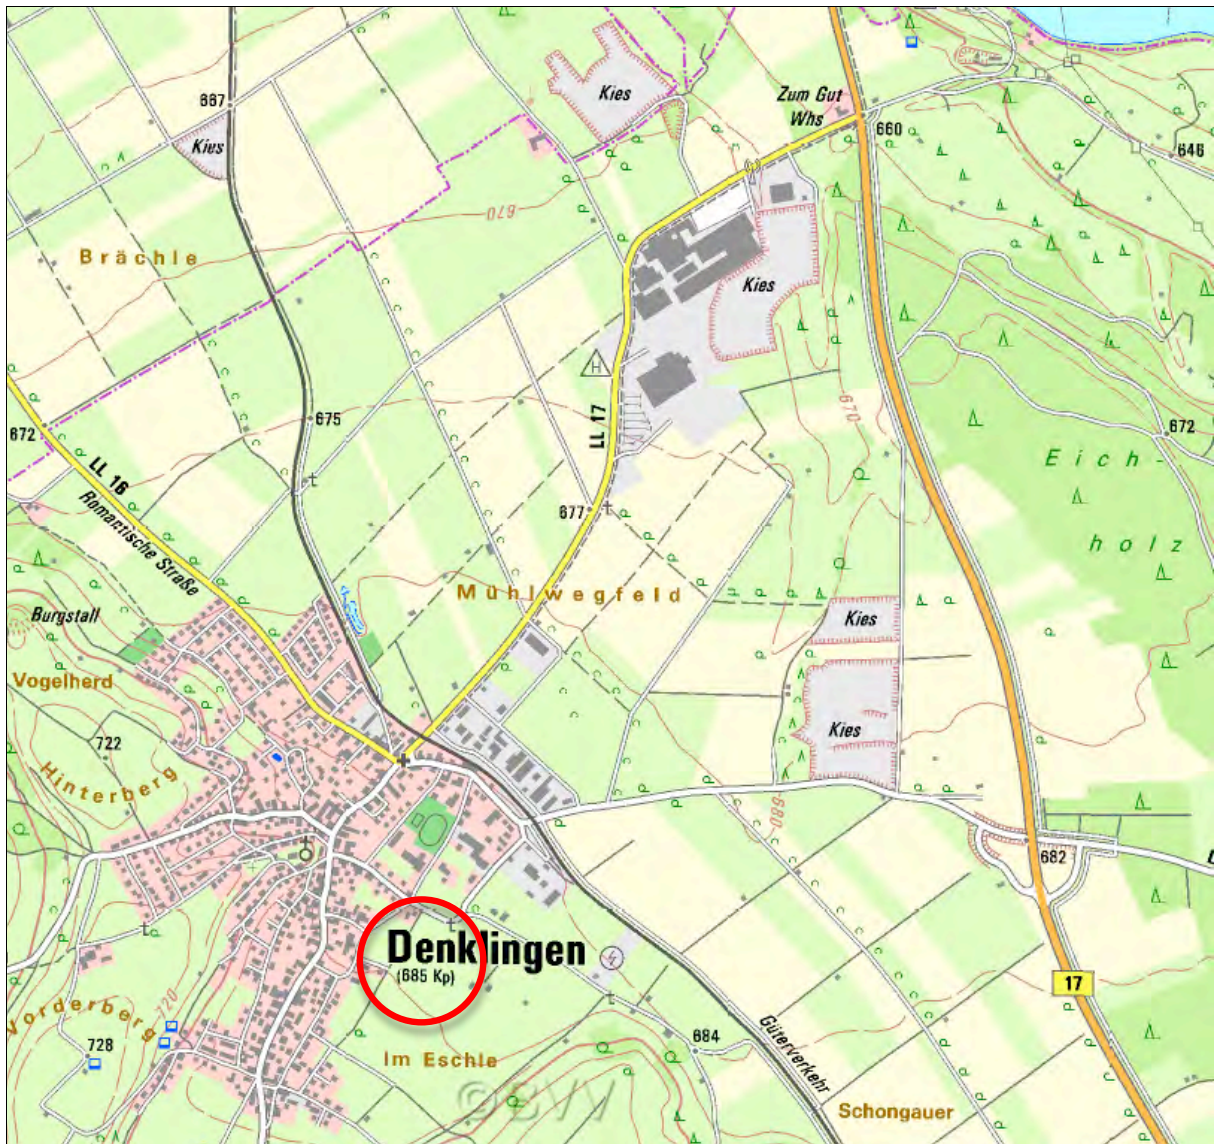 Kies
667
Kies
Zum Gut
Whs
660
646
670
Brächle
Kies
H
675
672
LL 16
LL 17
670
672
Eich-
holz
Romantische Straße
677
Mühlwegfeld
Burgstall
Kies
Vogelherd
722
Hinterberg
Kies
680
682
Denklingen
(685 Kp)
17
Vorderberg
720
728
Im Eschle
684
Güterverkehr
Schongauer
©BVV